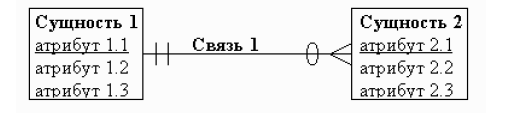 Сущность 1
атрибут 1.1
атрибут 1.2
атрибут 1.3
Связь 1
Сущность 2
атрибут 2.1
атрибут 2.2
атрибут 2.3